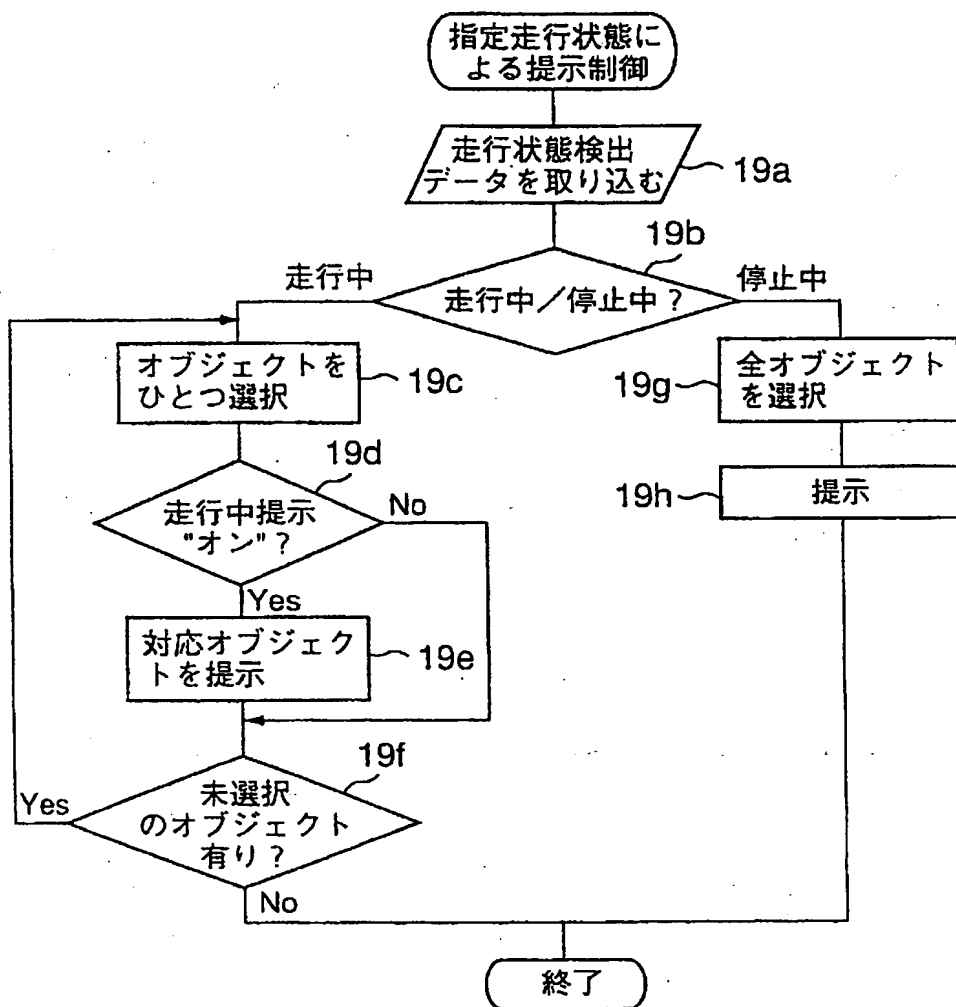 指定走行状態に
よる提示制御
走行状態検出
データを取り込む
19a
19b
走行中
走行中／停止中？
停止中
オブジェクトを
ひとつ選択
19c
全オブジェクト
を選択
19g
19d
走行中提示
"オン"？
No
19h
提示
Yes
対応オブジェク
トを提示
19e
19f
Yes
未選択
のオブジェクト
有り？
No
終了